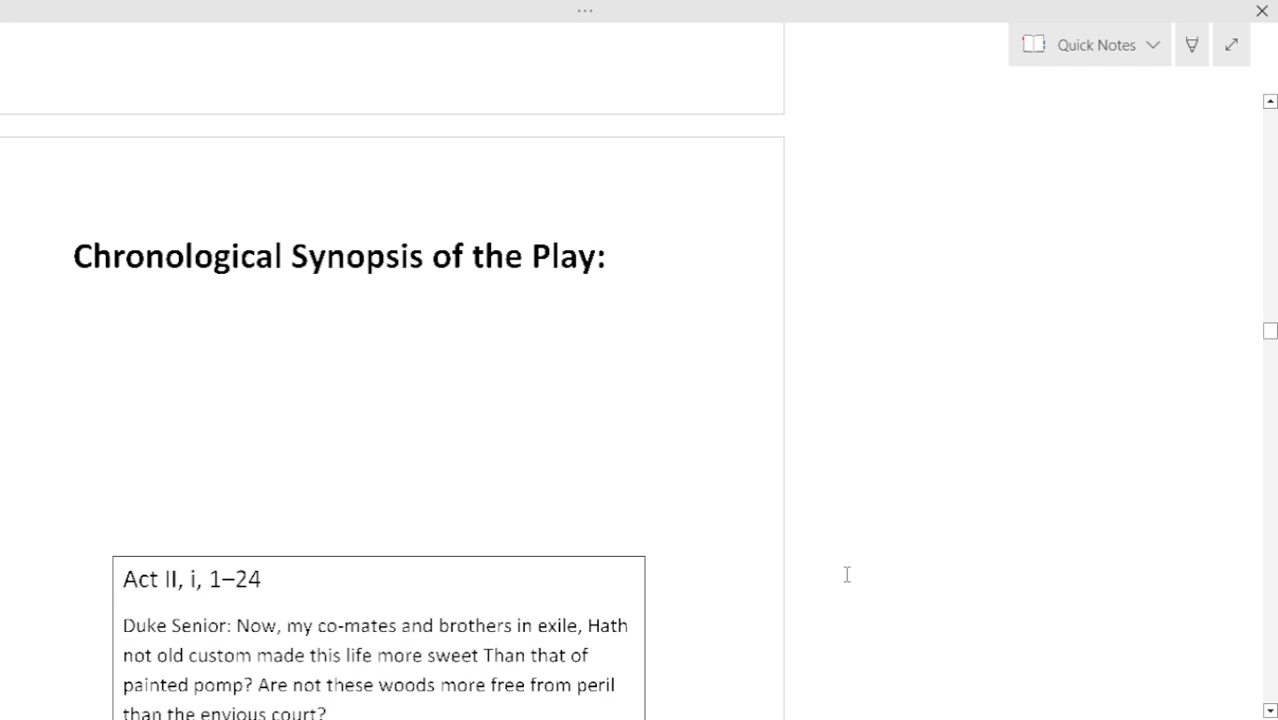 Quick Notes
Chronological Synopsis of the Play:
Act II, i, 1–24
Duke Senior: Now, my co-mates and brothers in exile, Hath
not old custom made this life more sweet Than that of
painted pomp? Are not these woods more free from peril
than the envious court?